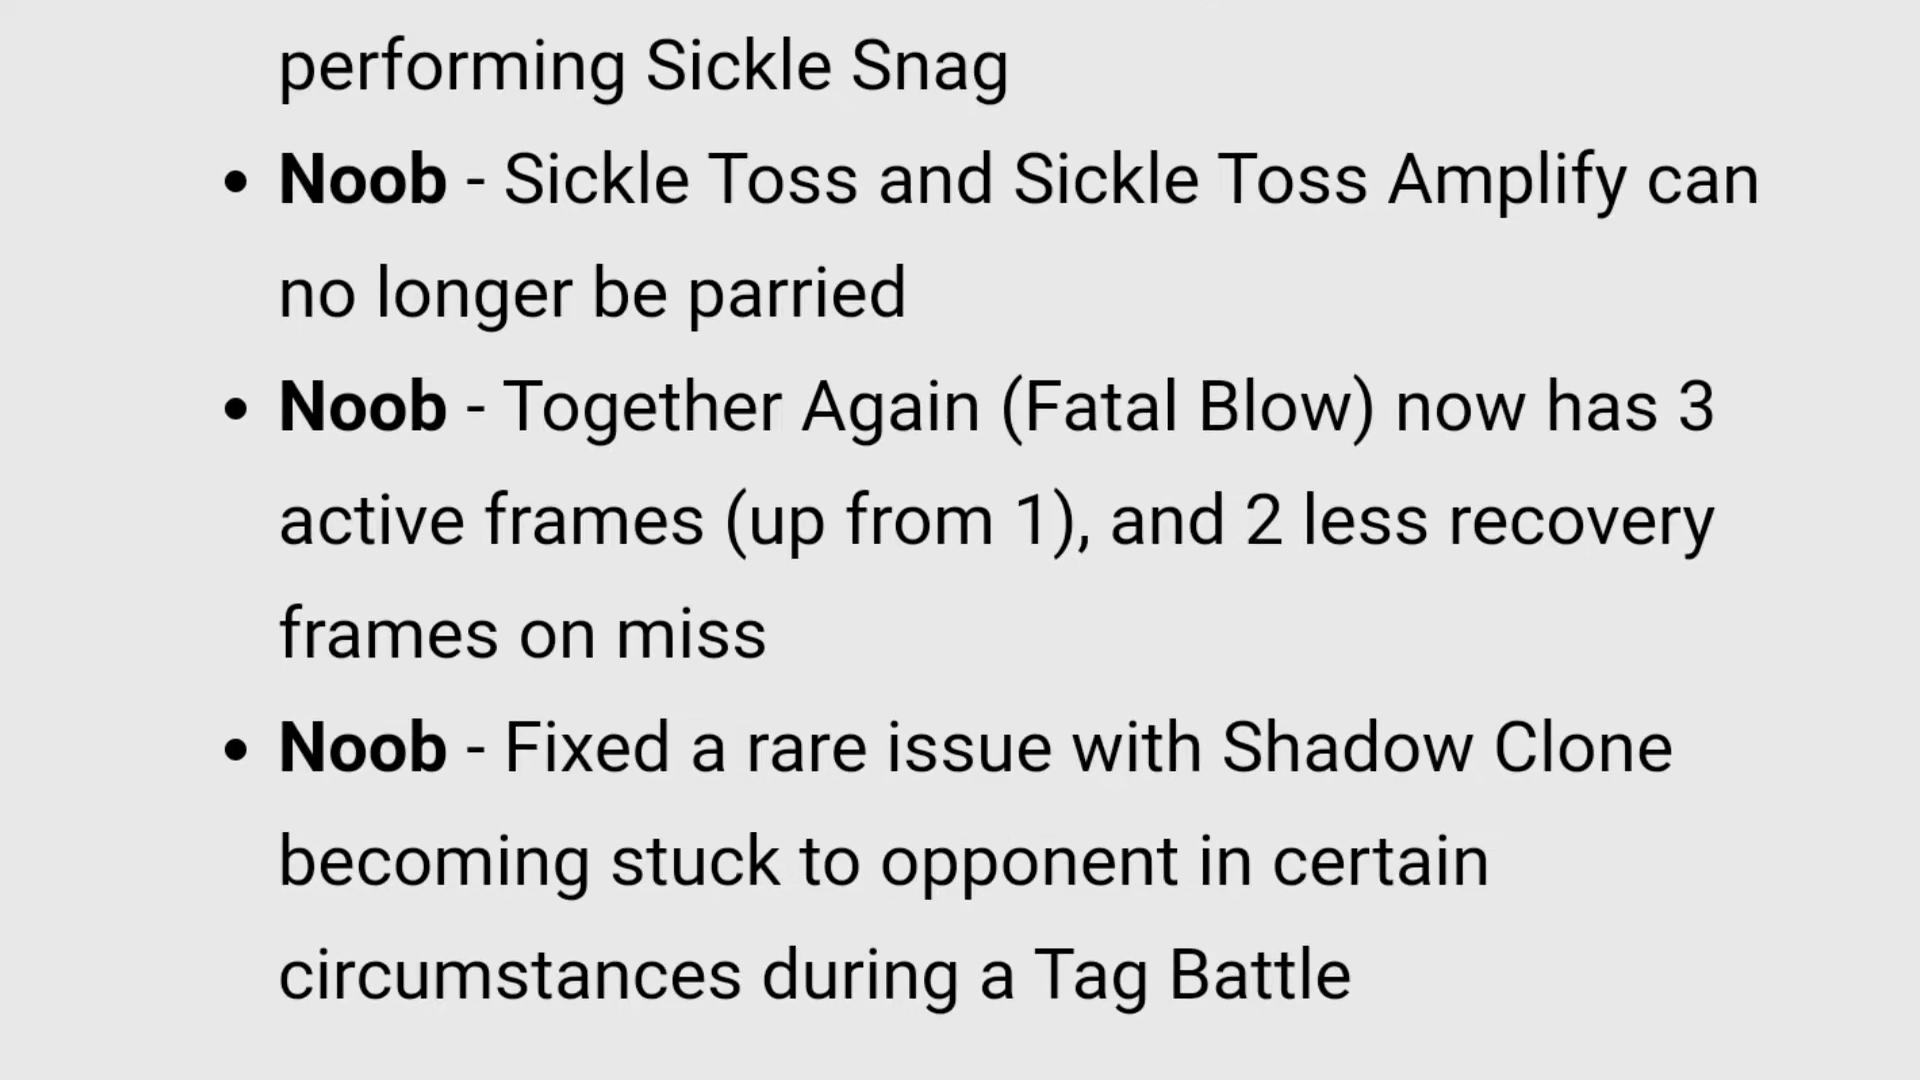 performing Sickle Snag
• Noob - Sickle Toss and Sickle Toss Amplify can
no longer be parried
• Noob - Together Again (Fatal Blow) now has 3
active frames (up from 1), and 2 less recovery
frames on miss
• Noob - Fixed a rare issue with Shadow Clone
becoming stuck to opponent in certain
circumstances during a Tag Battle